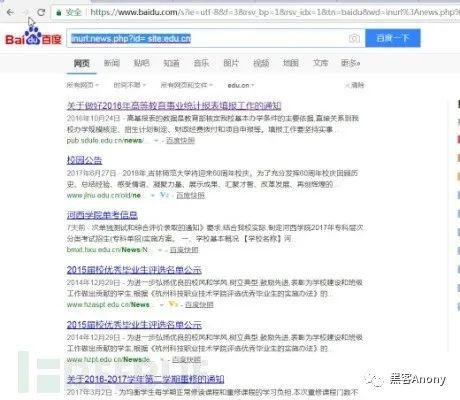 安全 https://www.baidu.com/s?ie=utf-8&f=3&rsv_bp=1&rsv_idx=1&tn=baidu&wd=inurl%3Anews.php%
Baidu百度 inurl:news.php?id= site:edu.cn 百度一下
网页 新闻 贴吧 知道 音乐 图片 视频 地图 文库 更多»
所有网页 时间不限 所有网页和文件 edu.cn 清除
关于做好2016年高等教育事业统计报表填报工作的通知
2016年10月24日 - 高基报表的数据是教育部核定我校基本办学条件的主要依据,直接关系到我
校办学规模核定、招生计划制定、财政经费拨付和项目申报等。填报工作要坚持实事...
pub.sdufe.edu.cn/news/... - 百度快照
校园公告
2017年6月27日 - 2018年,吉林师范大学将迎来60周年校庆。为了充分发挥校庆回顾历
史、总结经验、感受情谊、凝聚力量、展示成果、汇聚才智、改革发展、再创辉煌的...
www.jlnu.edu.cn/old/ne... - V2 - 百度快照
河西学院单考信息
7天前 - 次单独测试和综合评价录取的通知》要求,结合我校实际,制定河西学院2017年专科层次
分类考试招生(专科单招)实施方案。 一、学校基本概况 【学校名称】河...
bmxt.hxu.edu.cn/News/n... - 百度快照
2015届校优秀毕业生评选名单公示
2014年12月29日 - 为进一步弘扬优良的校风和学风,树立典型,鼓励先进,表彰为学校建设和班级
工作做出贡献的学生,根据《杭州科技职业技术学院评选优秀毕业生的实施办法》的...
www.hzaspt.edu.cn/News... - V2 - 百度快照
2015届校优秀毕业生评选名单公示
2014年12月29日 - 为进一步弘扬优良的校风和学风,树立典型,鼓励先进,表彰为学校建设和班级
工作做出贡献的学生,根据《杭州科技职业技术学院评选优秀毕业生的实施办法》的...
www.hzpt.edu.cn/News... - 百度快照
关于2016-2017学年第二学期重修的通知
2017年3月3日 - 为均衡学生每学期正常修读课程和重修课程的学习负担,本次重修课程门数不
黑客Anony